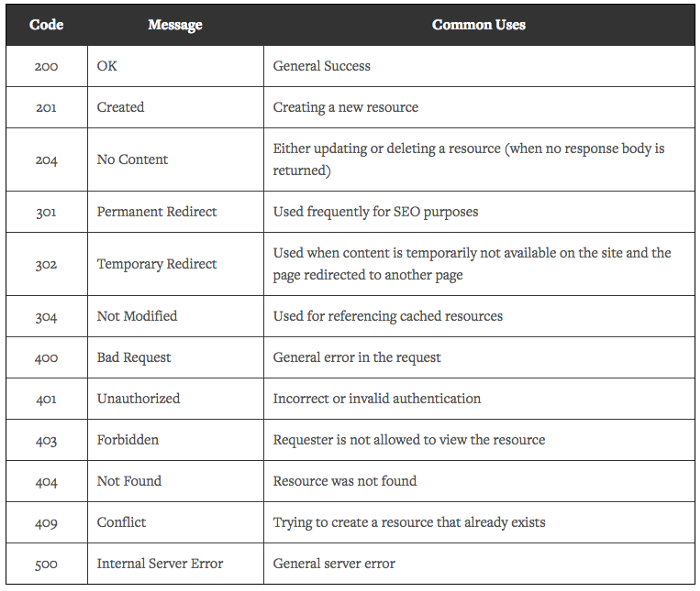 Code Message Common Uses
200 OK General Success
201 Created Creating a new resource
204 No Content Either updating or deleting a resource (when no response body is
returned)
301 Permanent Redirect Used frequently for SEO purposes
302 Temporary Redirect Used when content is temporarily not available on the site and the
page redirected to another page
304 Not Modified Used for referencing cached resources
400 Bad Request General error in the request
401 Unauthorized Incorrect or invalid authentication
403 Forbidden Requester is not allowed to view the resource
404 Not Found Resource was not found
409 Conflict Trying to create a resource that already exists
500 Internal Server Error General server error